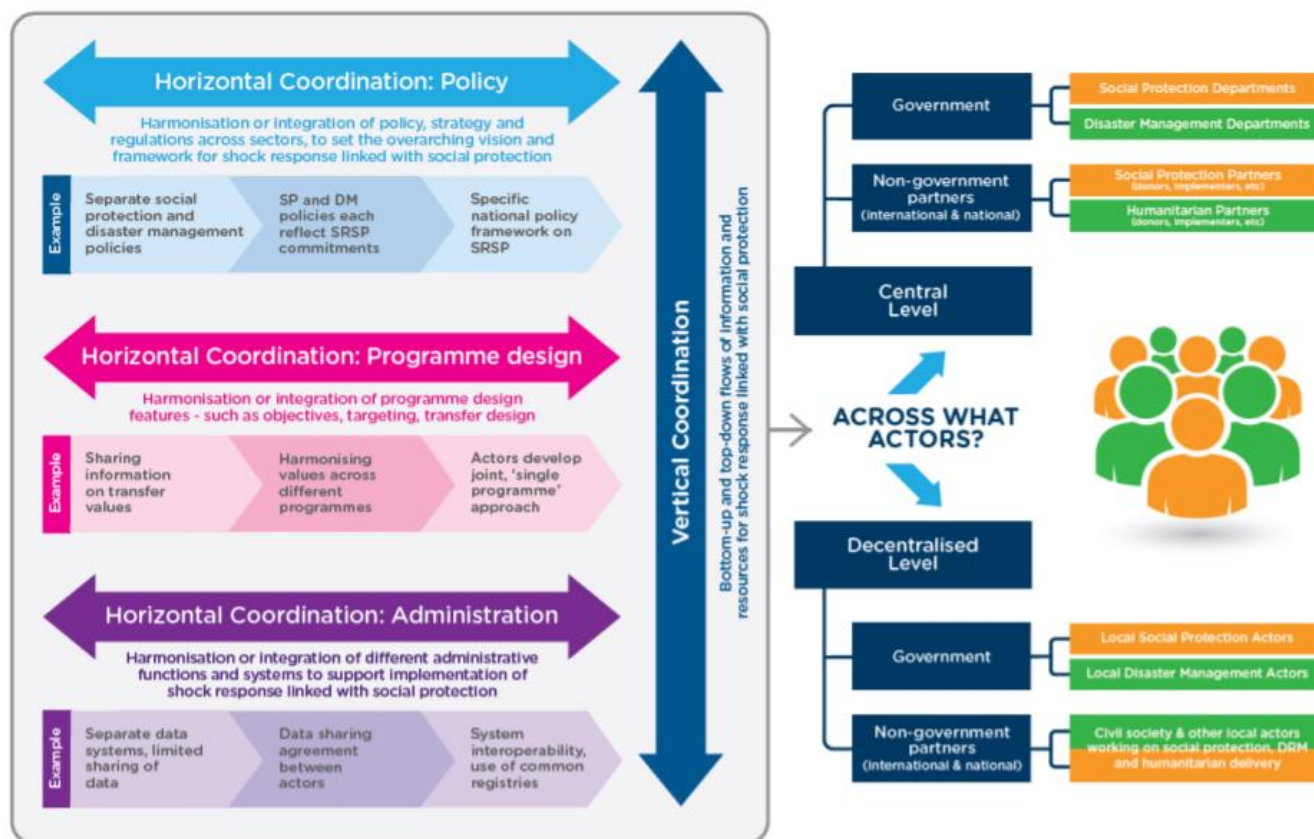 Horizontal Coordination: Policy
Harmonisation or integration of policy, strategy and
regulations across sectors, to set the overarching vision and
framework for shock response linked with social protection
Example
Separate social
protection and
disaster management
policies
SP and DM
policies each
reflect SRSP
commitments
Specific
national policy
framework on
SRSP
Horizontal Coordination: Programme design
Harmonisation or integration of programme design
features - such as objectives, targeting, transfer design
Example
Sharing
information
on transfer
values
Harmonising
values across
different
programmes
Actors develop
joint, ‘single
programme’
approach
Horizontal Coordination: Administration
Harmonisation or integration of different administrative
functions and systems to support implementation of
shock response linked with social protection
Example
Separate data
systems, limited
sharing of
data
Data sharing
agreement
between
actors
System
interoperability,
use of common
registries
Vertical Coordination
Bottom-up and top-down flows of information and
resources for shock response linked with social protection
Government
Social Protection Departments
Disaster Management Departments
Non-government
partners
(international & national)
Social Protection Partners
(donors, implementers, etc)
Humanitarian Partners
(donors, implementers, etc)
Central
Level
ACROSS WHAT
ACTORS?
Decentralised
Level
Government
Local Social Protection Actors
Local Disaster Management Actors
Non-government
partners
(international & national)
Civil society & other local actors
working on social protection, DRM
and humanitarian delivery